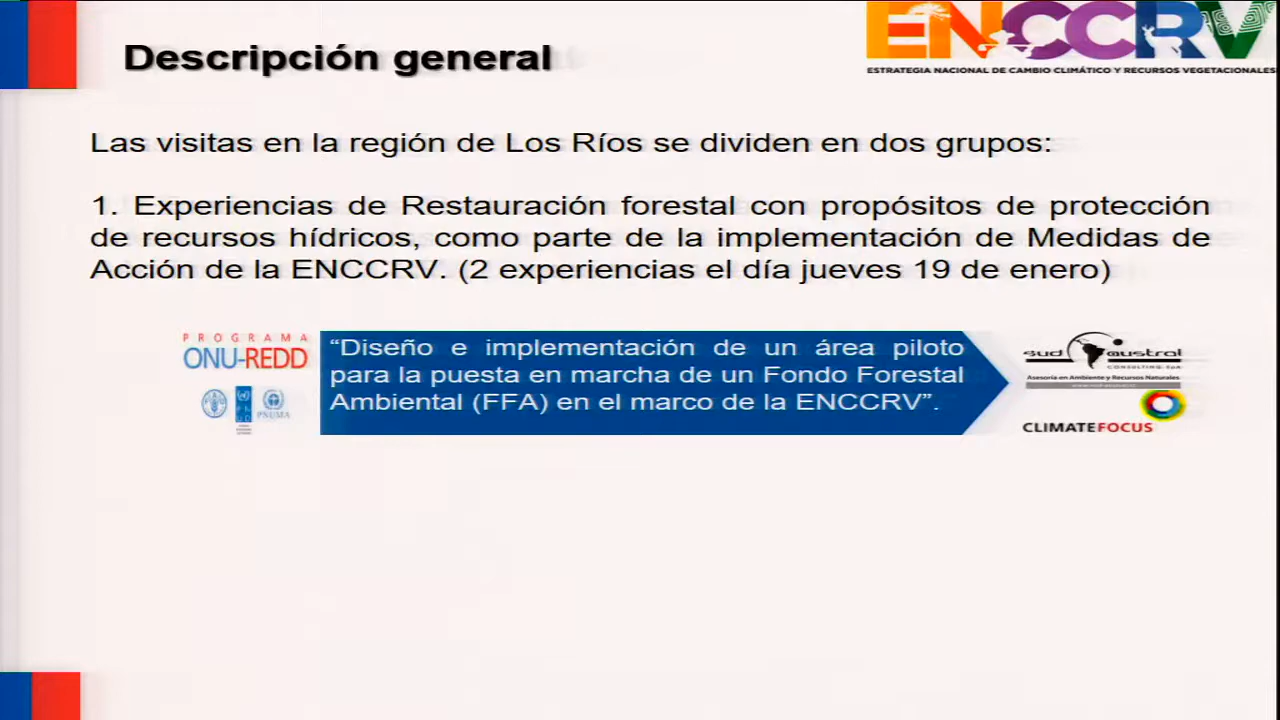 Descripción general
ENCCRV
ESTRATEGIA NACIONAL DE CAMBIO CLIMÁTICO Y RECURSOS VEGETACIONALES
Las visitas en la región de Los Ríos se dividen en dos grupos:
1. Experiencias de Restauración forestal con propósitos de protección
de recursos hídricos, como parte de la implementación de Medidas de
Acción de la ENCCRV. (2 experiencias el día jueves 19 de enero)
PROGRAMA
ONU-REDD
PNUD
PNUMA
“Diseño e implementación de un área piloto
para la puesta en marcha de un Fondo Forestal
Ambiental (FFA) en el marco de la ENCCRV”.
sud austral
CONSULTING SpA
Asesoría en Ambiente y Recursos Naturales
CLIMATEFOCUS